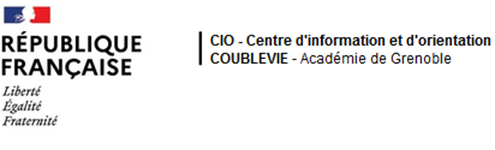 RÉPUBLIQUE
FRANÇAISE
Liberté
Égalité
Fraternité
CIO - Centre d'information et d'orientation
COUBLEVIE - Académie de Grenoble